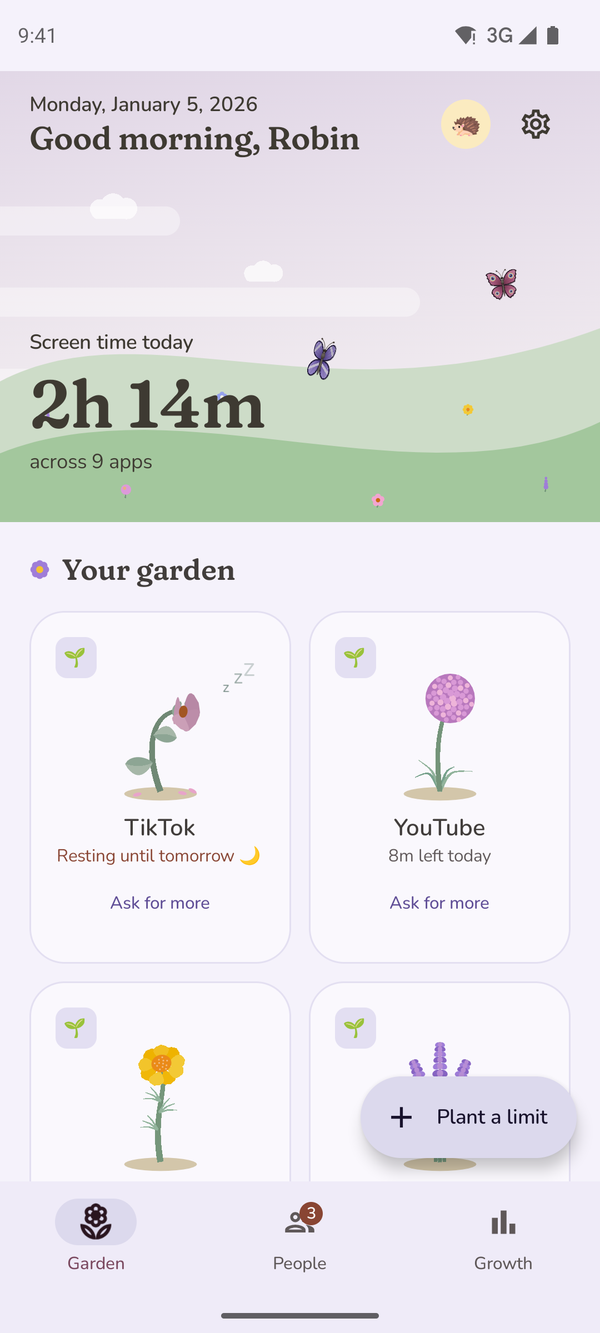 9:41
3G
Monday, January 5, 2026
Good morning, Robin
Screen time today
2h 14m
across 9 apps
Your garden
z z Z
TikTok
Resting until tomorrow 🌙
Ask for more
YouTube
8m left today
Ask for more
+ Plant a limit
Garden
3
People
Growth